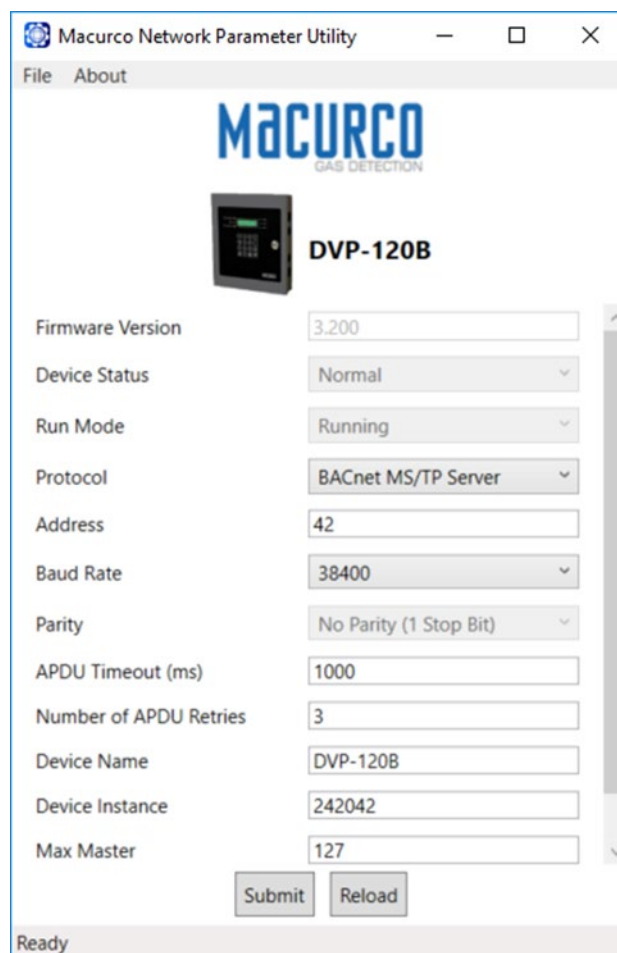 Macurco Network Parameter Utility
File About
MACURCO
GAS DETECTION
DVP-120B
Firmware Version 3.200
Device Status Normal
Run Mode Running
Protocol BACnet MS/TP Server
Address 42
Baud Rate 38400
Parity No Parity (1 Stop Bit)
APDU Timeout (ms) 1000
Number of APDU Retries 3
Device Name DVP-120B
Device Instance 242042
Max Master 127
Submit Reload
Ready